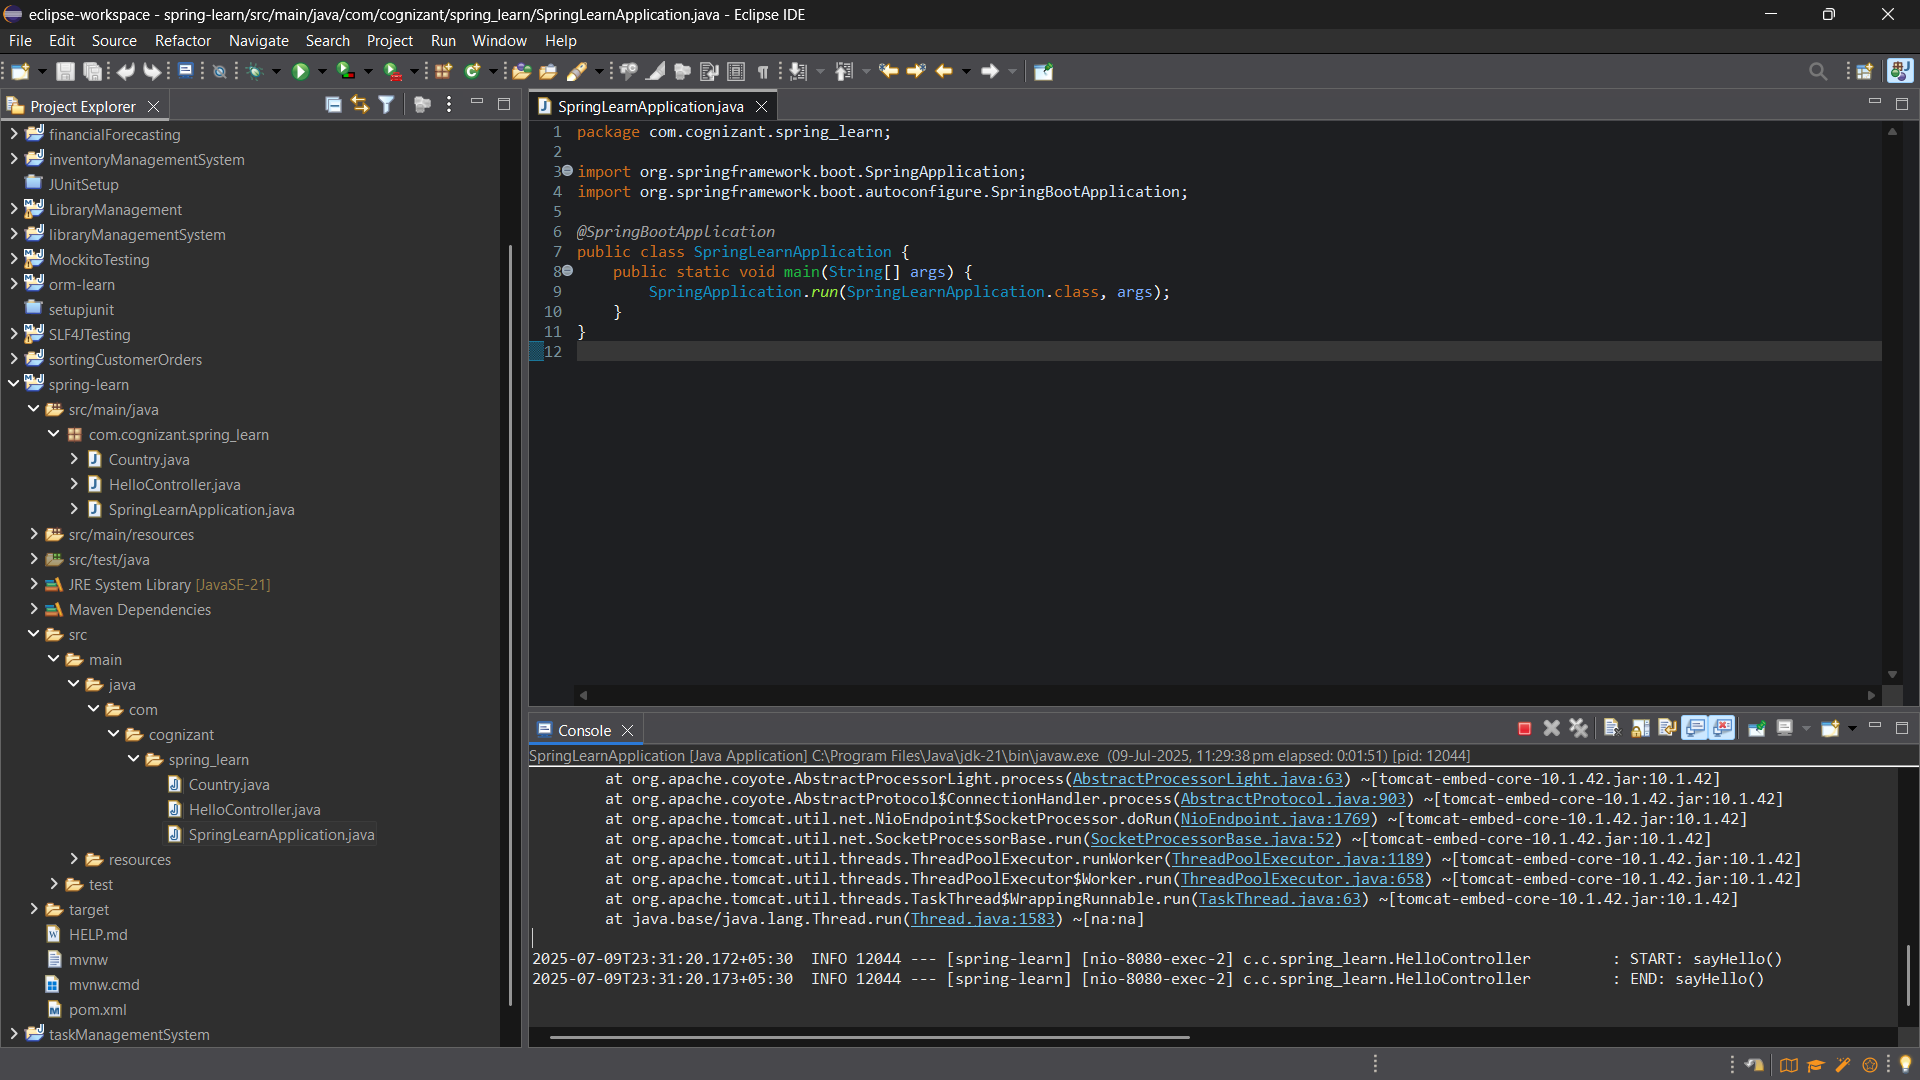 eclipse-workspace - spring-learn/src/main/java/com/cognizant/spring_learn/SpringLearnApplication.java - Eclipse IDE
File Edit Source Refactor Navigate Search Project Run Window Help
Project Explorer
financialForecasting
inventoryManagementSystem
JUnitSetup
LibraryManagement
libraryManagementSystem
MockitoTesting
orm-learn
setupjunit
SLF4JTesting
sortingCustomerOrders
spring-learn
src/main/java
com.cognizant.spring_learn
Country.java
HelloController.java
SpringLearnApplication.java
src/main/resources
src/test/java
JRE System Library [JavaSE-21]
Maven Dependencies
src
main
java
com
cognizant
spring_learn
Country.java
HelloController.java
SpringLearnApplication.java
resources
test
target
HELP.md
mvnw
mvnw.cmd
pom.xml
taskManagementSystem
SpringLearnApplication.java
1 package com.cognizant.spring_learn;
2
3 import org.springframework.boot.SpringApplication;
4 import org.springframework.boot.autoconfigure.SpringBootApplication;
5
6 @SpringBootApplication
7 public class SpringLearnApplication {
8 public static void main(String[] args) {
9 SpringApplication.run(SpringLearnApplication.class, args);
10 }
11 }
12
Console
SpringLearnApplication [Java Application] C:\Program Files\Java\jdk-21\bin\javaw.exe (09-Jul-2025, 11:29:38 pm elapsed: 0:01:51) [pid: 12044]
at org.apache.coyote.AbstractProcessorLight.process(AbstractProcessorLight.java:63) ~[tomcat-embed-core-10.1.42.jar:10.1.42]
at org.apache.coyote.AbstractProtocol$ConnectionHandler.process(AbstractProtocol.java:903) ~[tomcat-embed-core-10.1.42.jar:10.1.42]
at org.apache.tomcat.util.net.NioEndpoint$SocketProcessor.doRun(NioEndpoint.java:1769) ~[tomcat-embed-core-10.1.42.jar:10.1.42]
at org.apache.tomcat.util.net.SocketProcessorBase.run(SocketProcessorBase.java:52) ~[tomcat-embed-core-10.1.42.jar:10.1.42]
at org.apache.tomcat.util.threads.ThreadPoolExecutor.runWorker(ThreadPoolExecutor.java:1189) ~[tomcat-embed-core-10.1.42.jar:10.1.42]
at org.apache.tomcat.util.threads.ThreadPoolExecutor$Worker.run(ThreadPoolExecutor.java:658) ~[tomcat-embed-core-10.1.42.jar:10.1.42]
at org.apache.tomcat.util.threads.TaskThread$WrappingRunnable.run(TaskThread.java:63) ~[tomcat-embed-core-10.1.42.jar:10.1.42]
at java.base/java.lang.Thread.run(Thread.java:1583) ~[na:na]
2025-07-09T23:31:20.172+05:30 INFO 12044 --- [spring-learn] [nio-8080-exec-2] c.c.spring_learn.HelloController : START: sayHello()
2025-07-09T23:31:20.173+05:30 INFO 12044 --- [spring-learn] [nio-8080-exec-2] c.c.spring_learn.HelloController : END: sayHello()